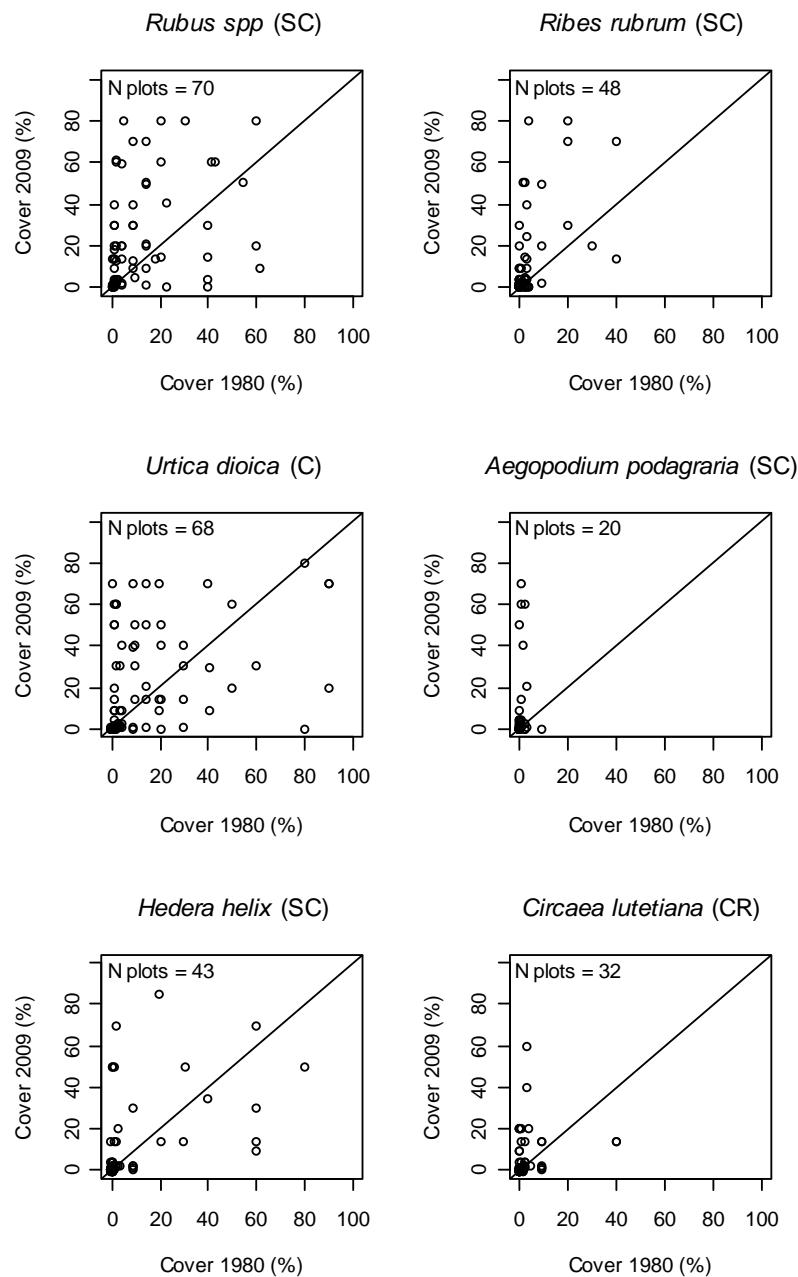 Rubus spp (SC)
N plots = 70
Cover 2009 (%)
0 20 40 60 80
0 20 40 60 80 100
Cover 1980 (%)
Ribes rubrum (SC)
N plots = 48
Cover 2009 (%)
0 20 40 60 80
0 20 40 60 80 100
Cover 1980 (%)
Urtica dioica (C)
N plots = 68
Cover 2009 (%)
0 20 40 60 80
0 20 40 60 80 100
Cover 1980 (%)
Aegopodium podagraria (SC)
N plots = 20
Cover 2009 (%)
0 20 40 60 80
0 20 40 60 80 100
Cover 1980 (%)
Hedera helix (SC)
N plots = 43
Cover 2009 (%)
0 20 40 60 80
0 20 40 60 80 100
Cover 1980 (%)
Circaea lutetiana (CR)
N plots = 32
Cover 2009 (%)
0 20 40 60 80
0 20 40 60 80 100
Cover 1980 (%)